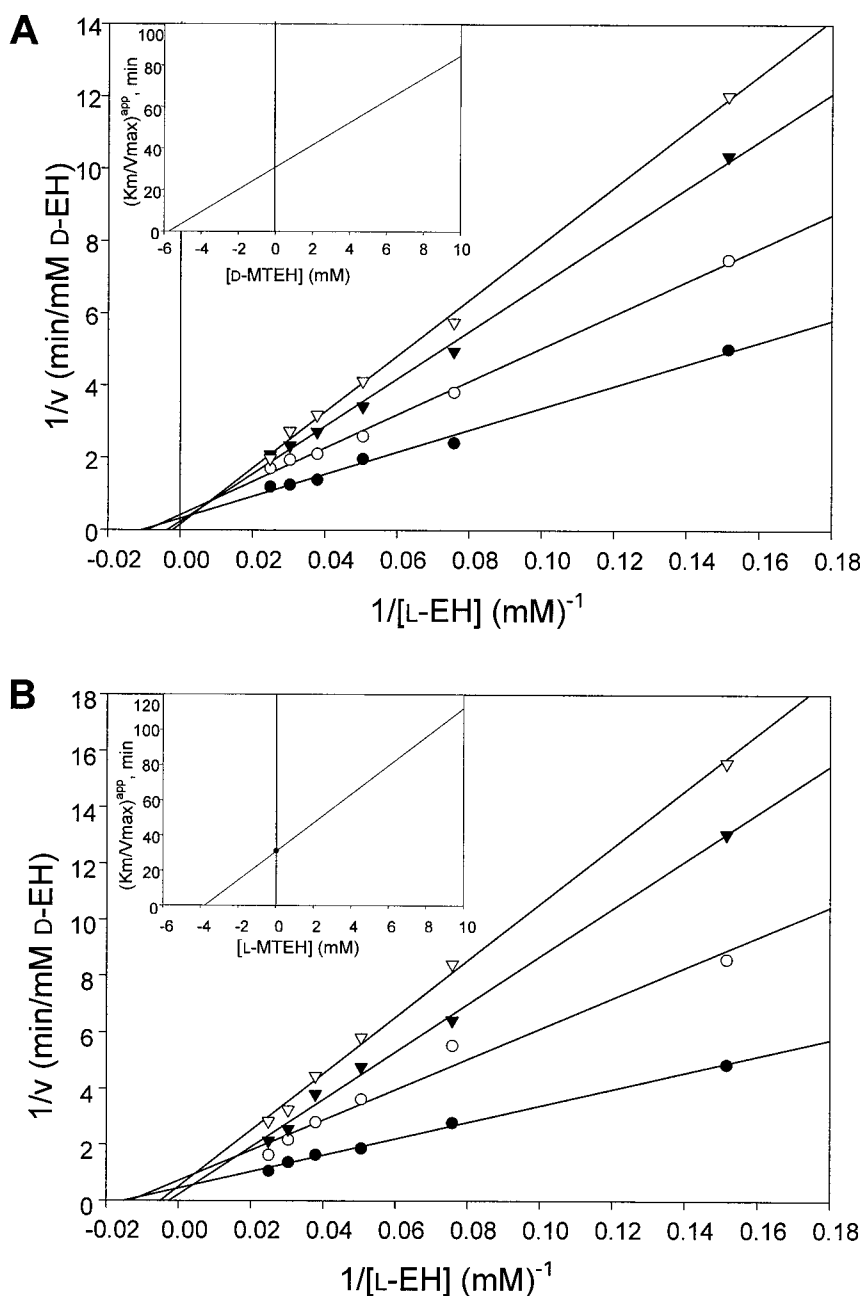 A
14
12
10
8
6
4
2
0
1/v (min/mM D-EH)
100
80
60
40
20
0
(Km/Vmax)^app, min
-6 -4 -2 0 2 4 6 8 10
[D-MTEH] (mM)
-0.02 0.00 0.02 0.04 0.06 0.08 0.10 0.12 0.14 0.16 0.18
1/[L-EH] (mM)^-1
B
18
16
14
12
10
8
6
4
2
0
1/v (min/mM D-EH)
120
100
80
60
40
20
0
(Km/Vmax)^app, min
-6 -4 -2 0 2 4 6 8 10
[L-MTEH] (mM)
-0.02 0.00 0.02 0.04 0.06 0.08 0.10 0.12 0.14 0.16 0.18
1/[L-EH] (mM)^-1